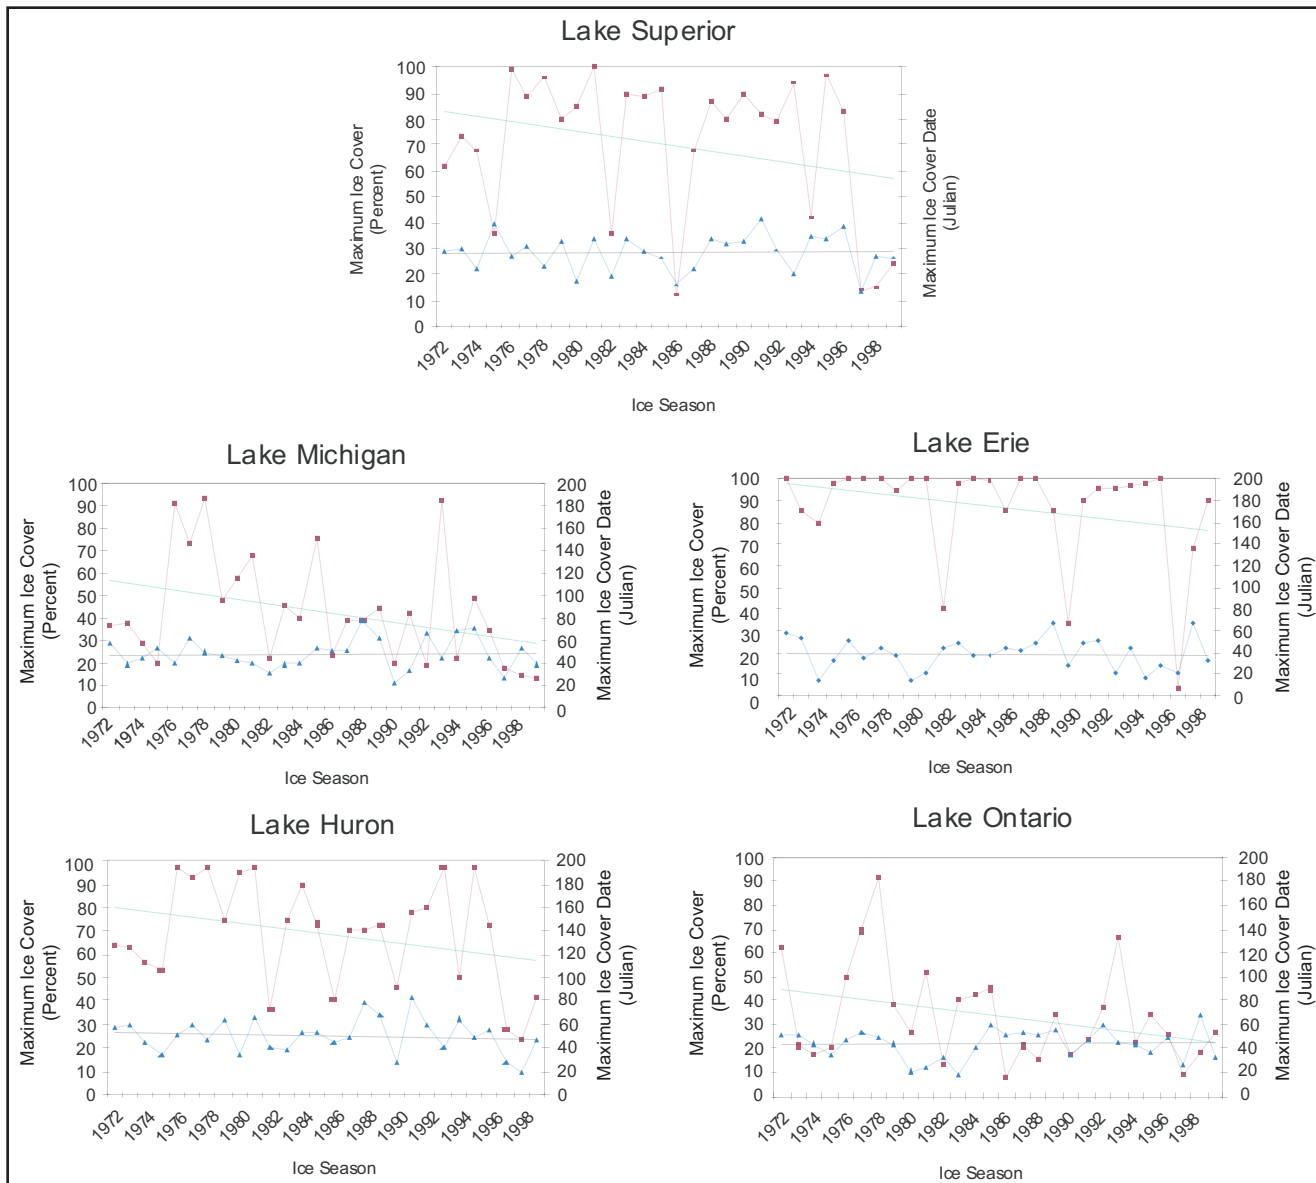 Lake Superior
Maximum Ice Cover
(Percent)
100
90
80
70
60
50
40
30
20
10
0
Maximum Ice Cover Date
(Julian)
1972 1974 1976 1978 1980 1982 1984 1986 1988 1990 1992 1994 1996 1998
Ice Season
Lake Michigan
Maximum Ice Cover
(Percent)
100
90
80
70
60
50
40
30
20
10
0
200
180
160
140
120
100
80
60
40
20
0
Maximum Ice Cover Date
(Julian)
1972 1974 1976 1978 1980 1982 1984 1986 1988 1990 1992 1994 1996 1998
Ice Season
Lake Erie
Maximum Ice Cover
(Percent)
100
90
80
70
60
50
40
30
20
10
0
200
180
160
140
120
100
80
60
40
20
0
Maximum Ice Cover Date
(Julian)
1972 1974 1976 1978 1980 1982 1984 1986 1988 1990 1992 1994 1996 1998
Ice Season
Lake Huron
Maximum Ice Cover
(Percent)
100
90
80
70
60
50
40
30
20
10
0
200
180
160
140
120
100
80
60
40
20
0
Maximum Ice Cover Date
(Julian)
1972 1974 1976 1978 1980 1982 1984 1986 1988 1990 1992 1994 1996 1998
Ice Season
Lake Ontario
Maximum Ice Cover
(Percent)
100
90
80
70
60
50
40
30
20
10
0
200
180
160
140
120
100
80
60
40
20
0
Maximum Ice Cover Date
(Julian)
1972 1974 1976 1978 1980 1982 1984 1986 1988 1990 1992 1994 1996 1998
Ice Season